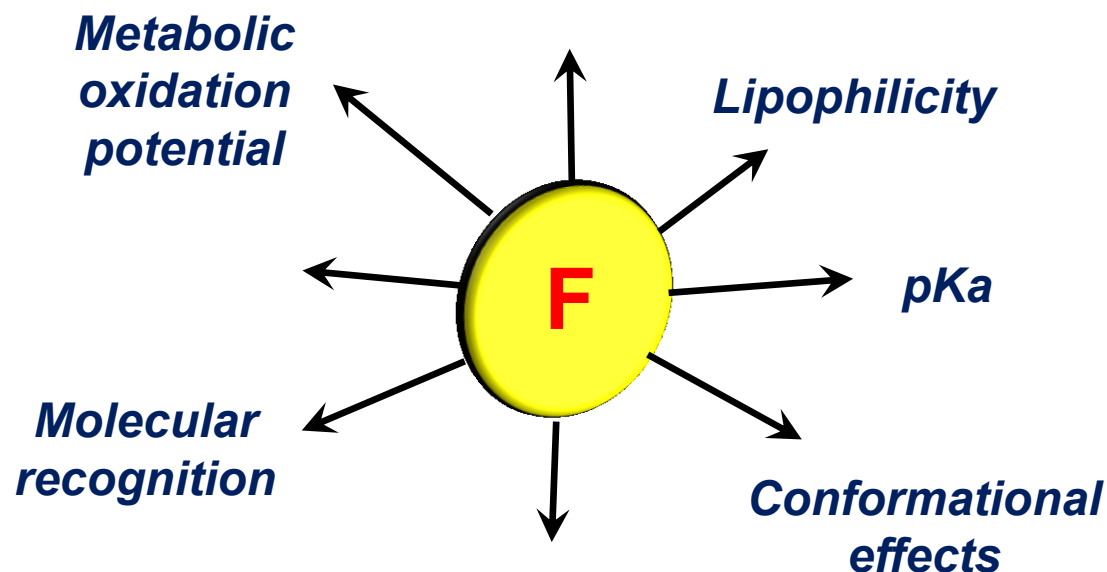 Metabolic
oxidation
potential
Lipophilicity
F
pKa
Molecular
recognition
Conformational
effects